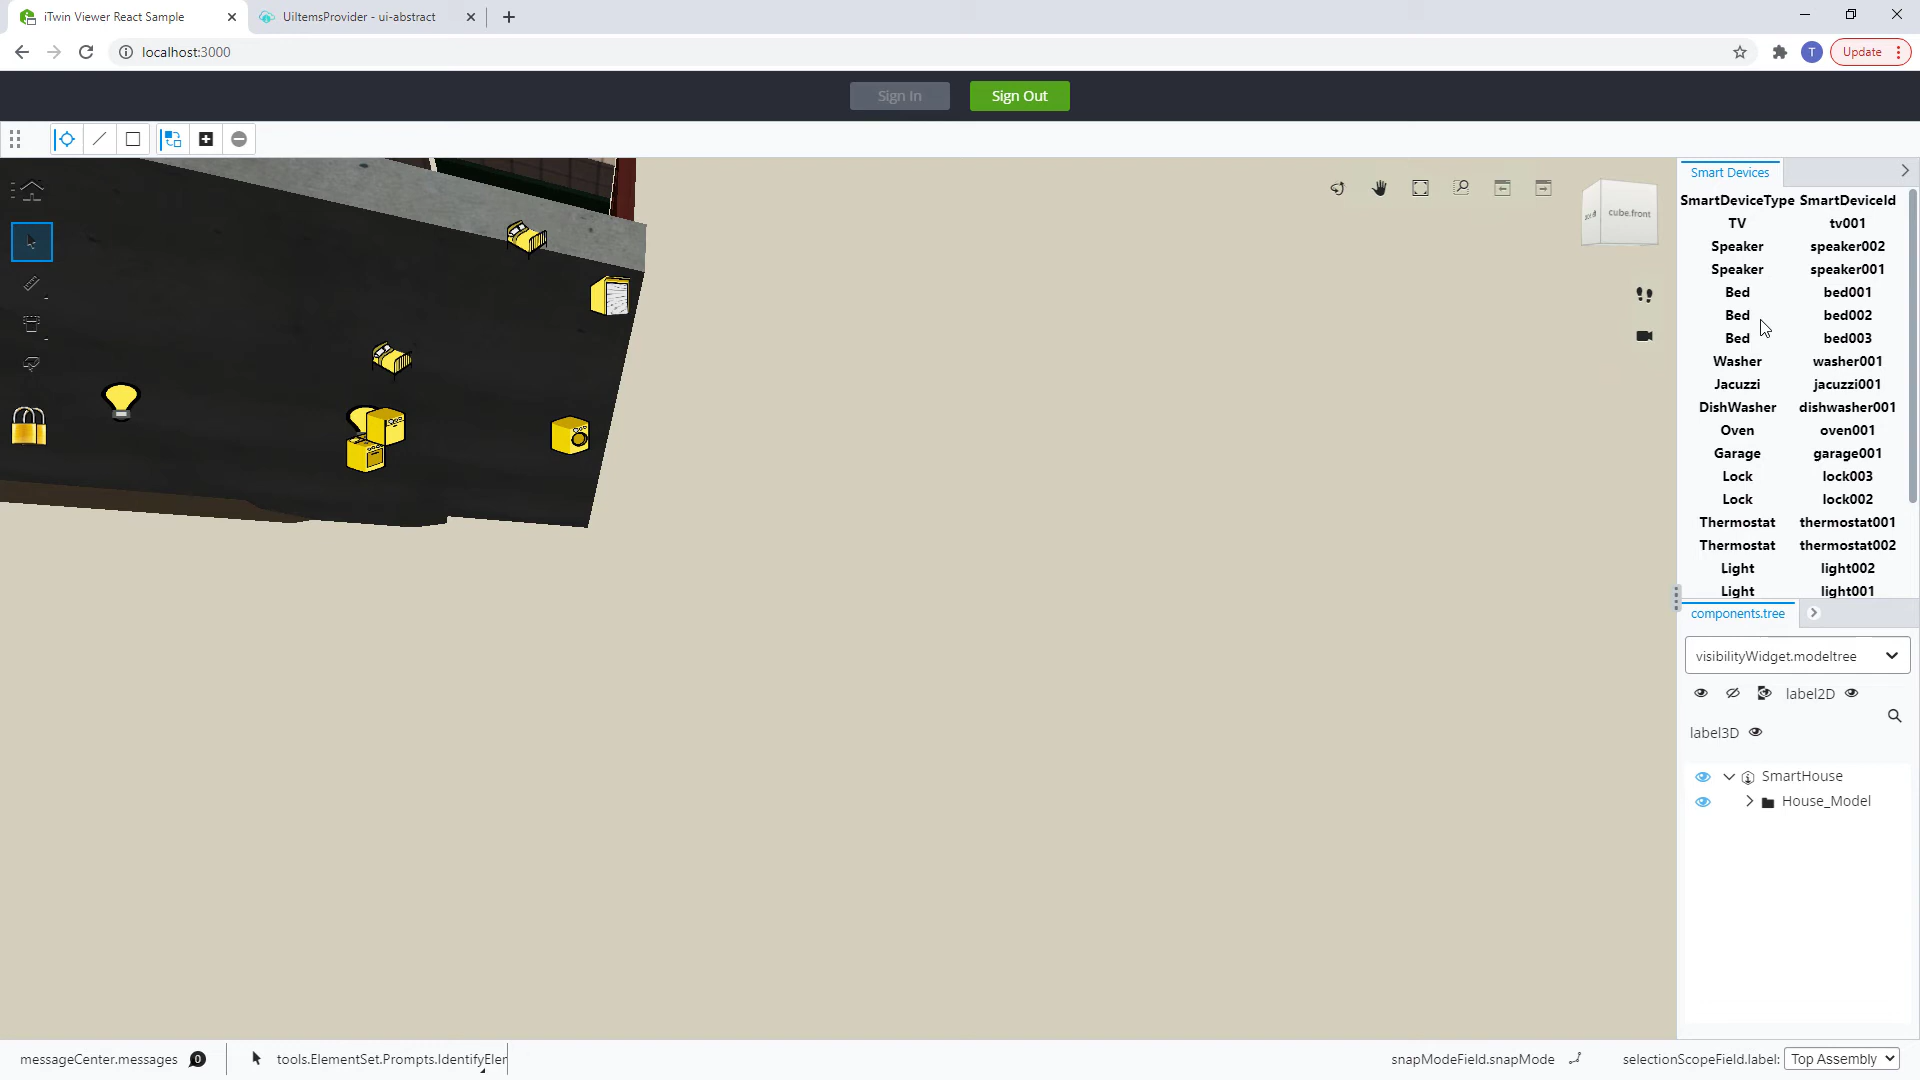 iTwin Viewer React Sample
UiItemsProvider - ui-abstract
localhost:3000
T
Update
Sign In
Sign Out
cube.front
Smart Devices
SmartDeviceType SmartDeviceId
TV tv001
Speaker speaker002
Speaker speaker001
Bed bed001
Bed bed002
Bed bed003
Washer washer001
Jacuzzi jacuzzi001
DishWasher dishwasher001
Oven oven001
Garage garage001
Lock lock003
Lock lock002
Thermostat thermostat001
Thermostat thermostat002
Light light002
Light light001
components.tree
visibilityWidget.modeltree
label2D
label3D
SmartHouse
House_Model
messageCenter.messages 0
tools.ElementSet.Prompts.IdentifyEler
snapModeField.snapMode
selectionScopeField.label: Top Assembly